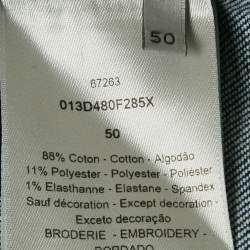 50
67263
013D480F285X
50
88% Coton - Cotton - Algodão
11% Polyester - Polyester - Poliéster
1% Elasthanne - Elastane - Spandex
Sauf décoration - Except decoration -
Exceto decoração
BRODERIE - EMBROIDERY -
BORDADO